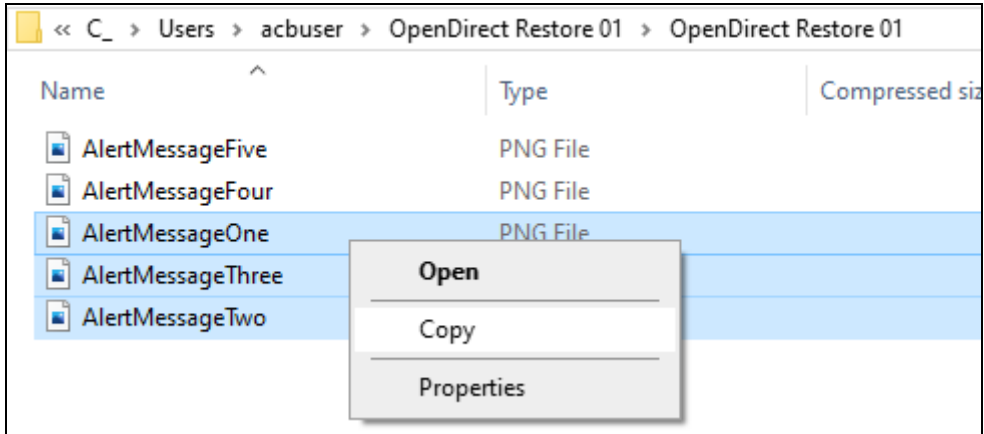 « C_ > Users > acbuser > OpenDirect Restore 01 > OpenDirect Restore 01
Name Type Compressed siz
AlertMessageFive PNG File
AlertMessageFour PNG File
AlertMessageOne PNG File
AlertMessageThree
AlertMessageTwo
Open
Copy
Properties